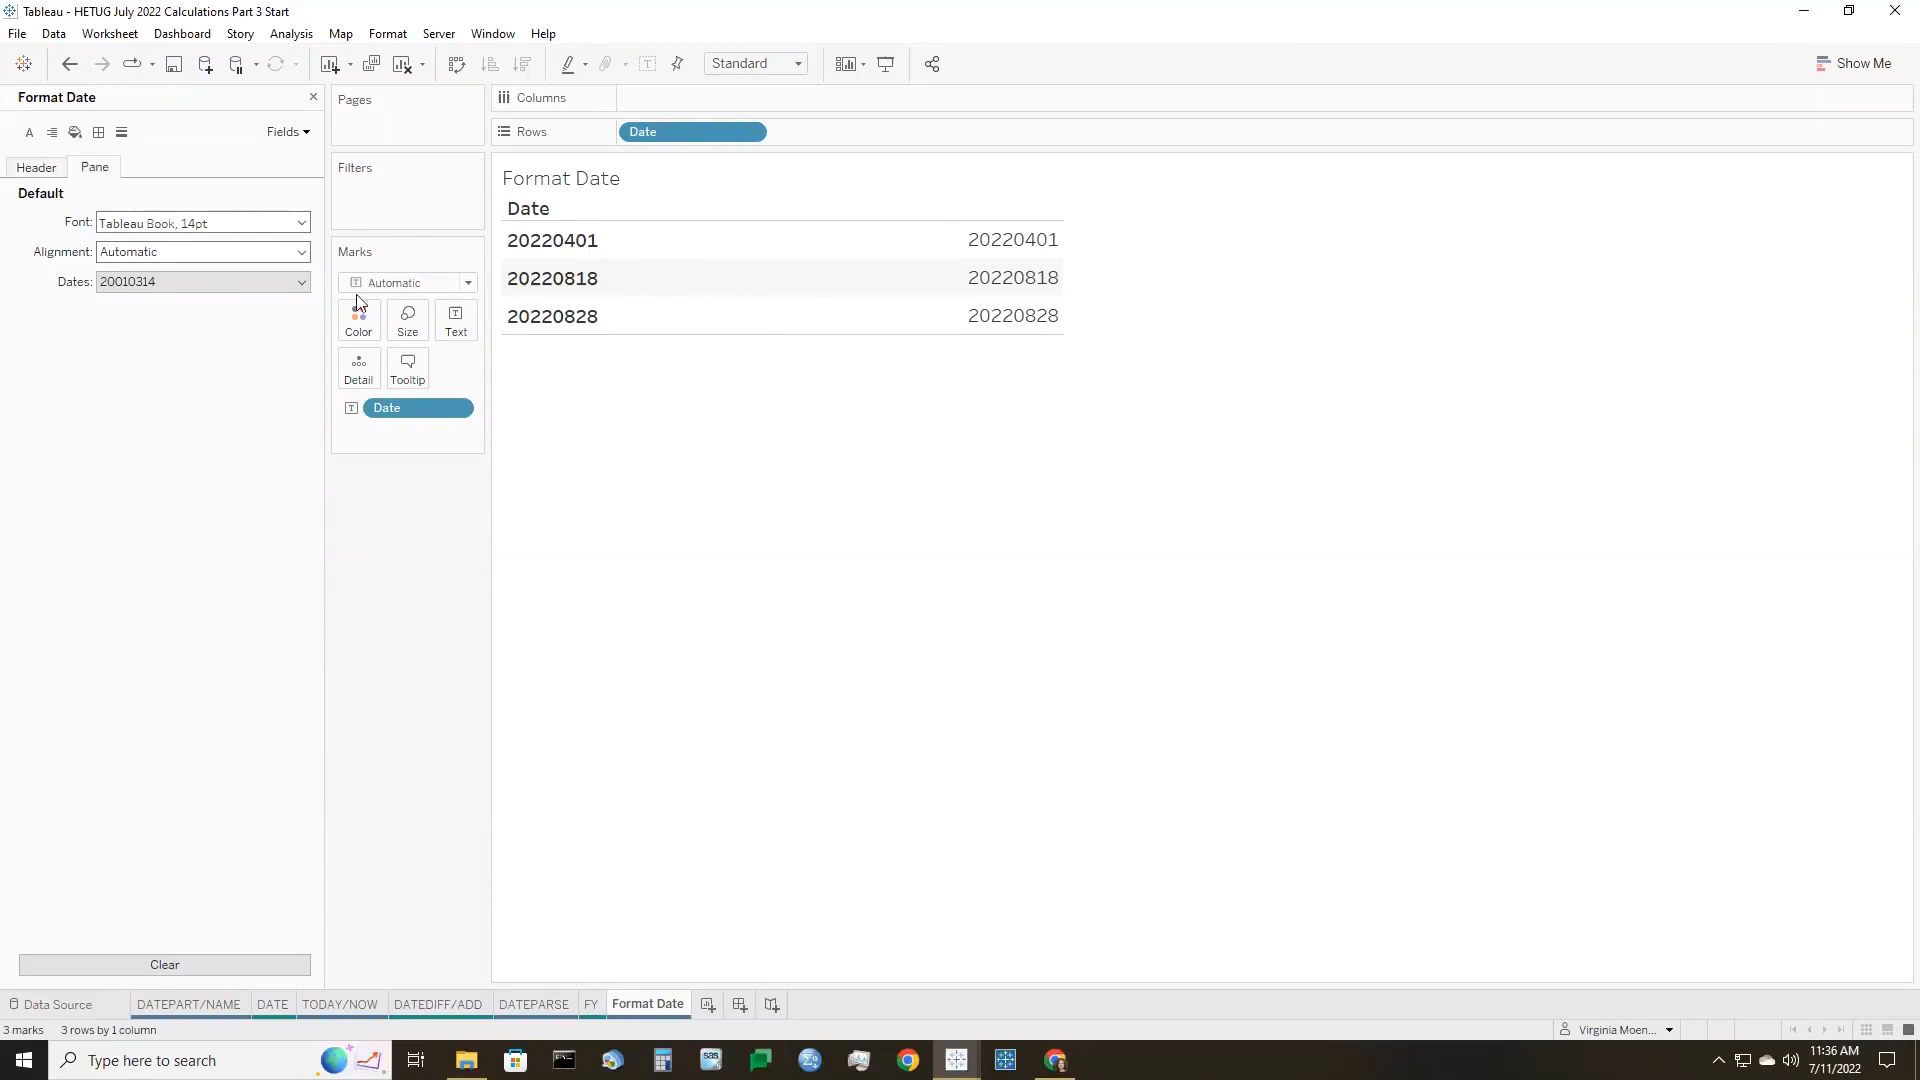 Tableau - HETUG July 2022 Calculations Part 3 Start
File Data Worksheet Dashboard Story Analysis Map Format Server Window Help
Standard
Show Me
Format Date
Pages
Columns
Fields
Rows
Date
Header
Pane
Filters
Default
Format Date
Date
Font: Tableau Book, 14pt
Alignment: Automatic
Dates: 20010314
Marks
Automatic
Color
Size
Text
Detail
Tooltip
Date
20220401 20220401
20220818 20220818
20220828 20220828
Clear
Data Source DATEPART/NAME DATE TODAY/NOW DATEDIFF/ADD DATEPARSE FY Format Date
3 marks 3 rows by 1 column
Virginia Moen...
Type here to search
sas
11:36 AM
7/11/2022